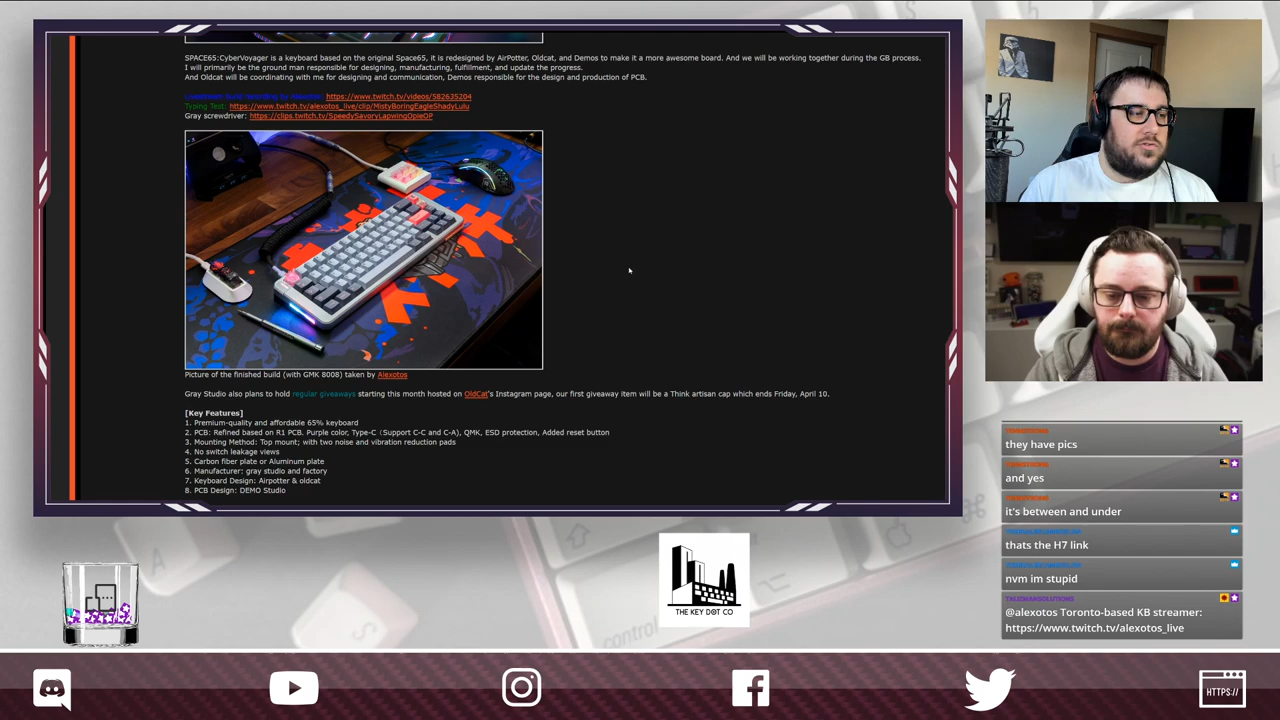 SPACE65:CyberVoyager is a keyboard based on the original Space65, it is redesigned by AirPotter, Oldcat, and Demos to make it a more awesome board. And we will be working together during the GB process.
I will primarily be the ground man responsible for designing, manufacturing, fulfillment, and update the progress.
And Oldcat will be coordinating with me for designing and communication, Demos responsible for the design and production of PCB.
https://www.twitch.tv/videos/582635204
Typing Test: https://www.twitch.tv/alexotos_live/clip/MistyBoringEagleShadyLulu
Gray screwdriver: https://clips.twitch.tv/SpeedySavoryLapwingOpieOP
Picture of the finished build (with GMK 8008) taken by Alexotos
Gray Studio also plans to hold regular giveaways starting this month hosted on OldCat's Instagram page, our first giveaway item will be a Think artisan cap which ends Friday, April 10.
[Key Features]
1. Premium-quality and affordable 65% keyboard
2. PCB: Refined based on R1 PCB. Purple color, Type-C（Support C-C and C-A), QMK, ESD protection, Added reset button
3. Mounting Method: Top mount; with two noise and vibration reduction pads
4. No switch leakage views
5. Carbon fiber plate or Aluminum plate
6. Manufacturer: gray studio and factory
7. Keyboard Design: Airpotter & oldcat
8. PCB Design: DEMO Studio
they have pics
and yes
it's between and under
thats the H7 link
nvm im stupid
TALESMANSOLUTIONS
@alexotos Toronto-based KB streamer:
https://www.twitch.tv/alexotos_live
THE KEY DOT CO
control
HTTPS://